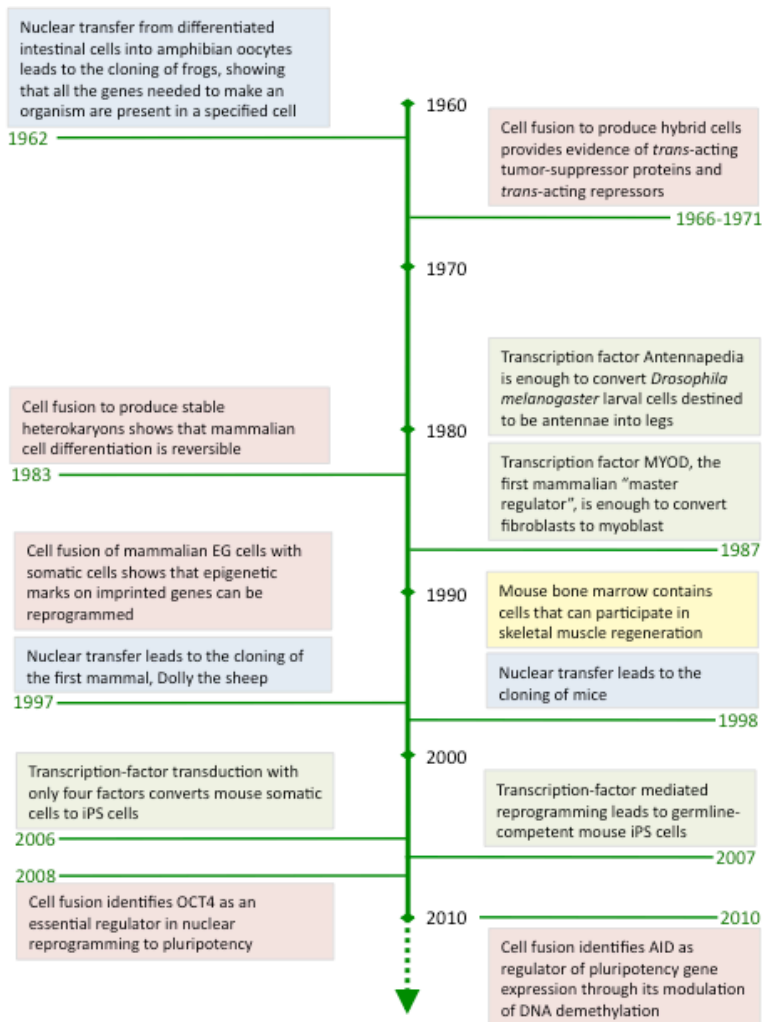 Nuclear transfer from differentiated
intestinal cells into amphibian oocytes
leads to the cloning of frogs, showing
that all the genes needed to make an
organism are present in a specified cell
1962
1960
Cell fusion to produce hybrid cells
provides evidence of trans-acting
tumor-suppressor proteins and
trans-acting repressors
1966-1971
1970
Transcription factor Antennapedia
is enough to convert Drosophila
melanogaster larval cells destined
to be antennae into legs
Cell fusion to produce stable
heterokaryons shows that mammalian
cell differentiation is reversible
1983
1980
Transcription factor MYOD, the
first mammalian “master
regulator”, is enough to convert
fibroblasts to myoblast
1987
Cell fusion of mammalian EG cells with
somatic cells shows that epigenetic
marks on imprinted genes can be
reprogrammed
1990
Mouse bone marrow contains
cells that can participate in
skeletal muscle regeneration
Nuclear transfer leads to the cloning of
the first mammal, Dolly the sheep
1997
Nuclear transfer leads to the
cloning of mice
1998
2000
Transcription-factor transduction with
only four factors converts mouse somatic
cells to iPS cells
2006
Transcription-factor mediated
reprogramming leads to germline-
competent mouse iPS cells
2007
2008
Cell fusion identifies OCT4 as an
essential regulator in nuclear
reprogramming to pluripotency
2010
2010
Cell fusion identifies AID as
regulator of pluripotency gene
expression through its modulation
of DNA demethylation